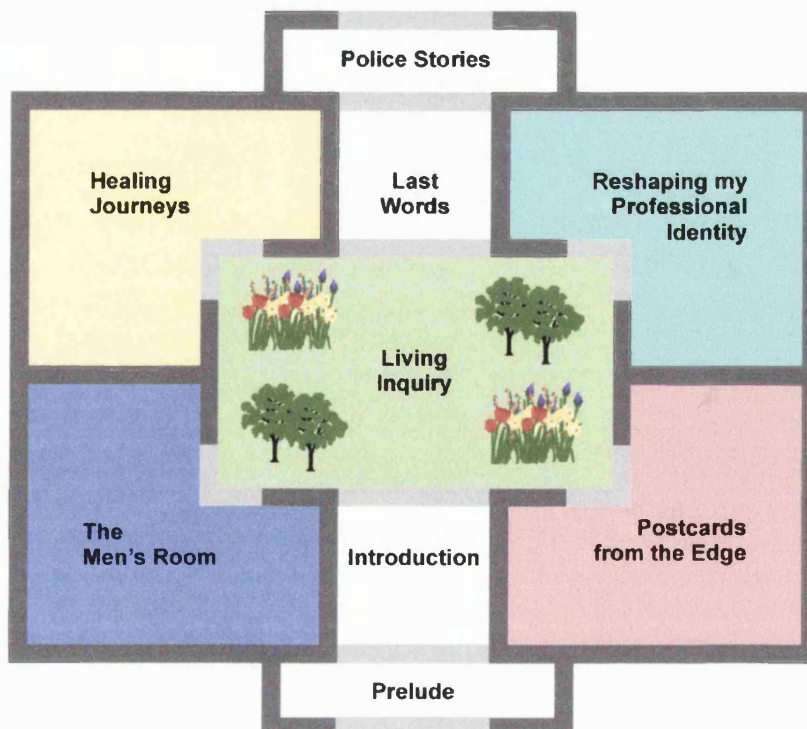 Police Stories
Healing
Journeys
Last
Words
Reshaping my
Professional
Identity
Living
Inquiry
The
Men's Room
Introduction
Postcards
from the Edge
Prelude